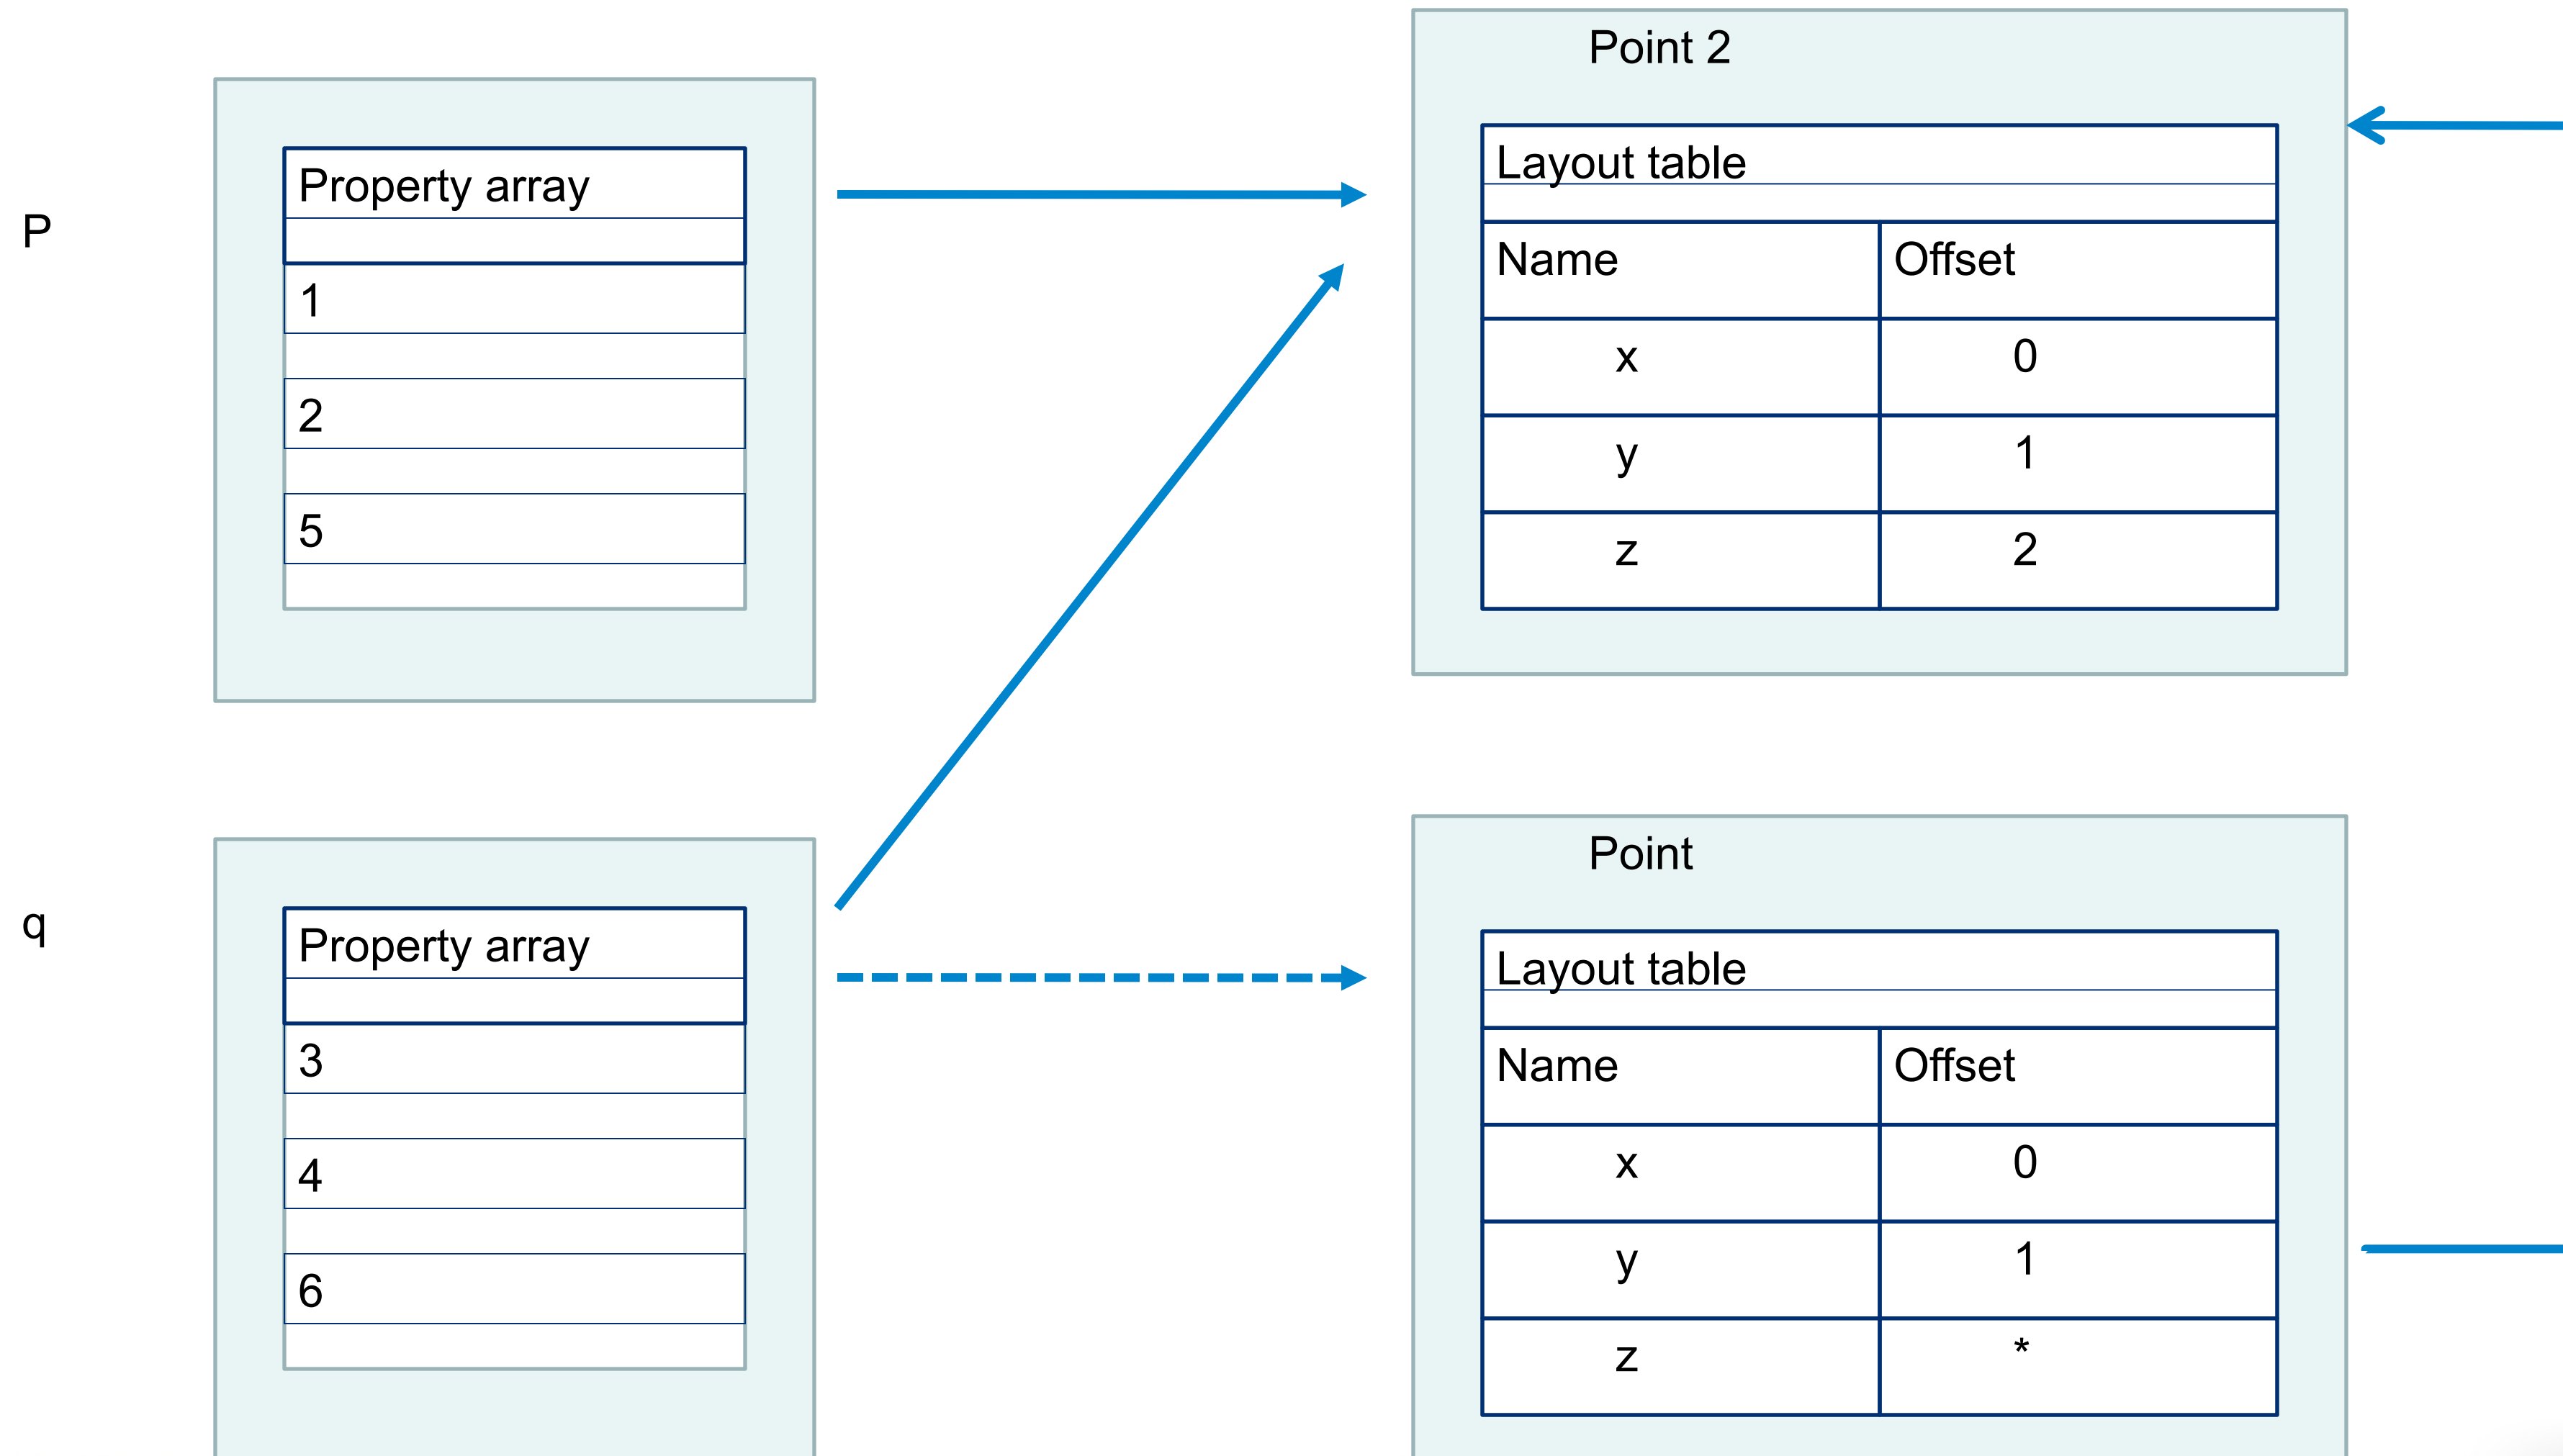 P
Property array
1
2
5
Point 2
Layout table
Name Offset
x 0
y 1
z 2
q
Property array
3
4
6
Point
Layout table
Name Offset
x 0
y 1
z *